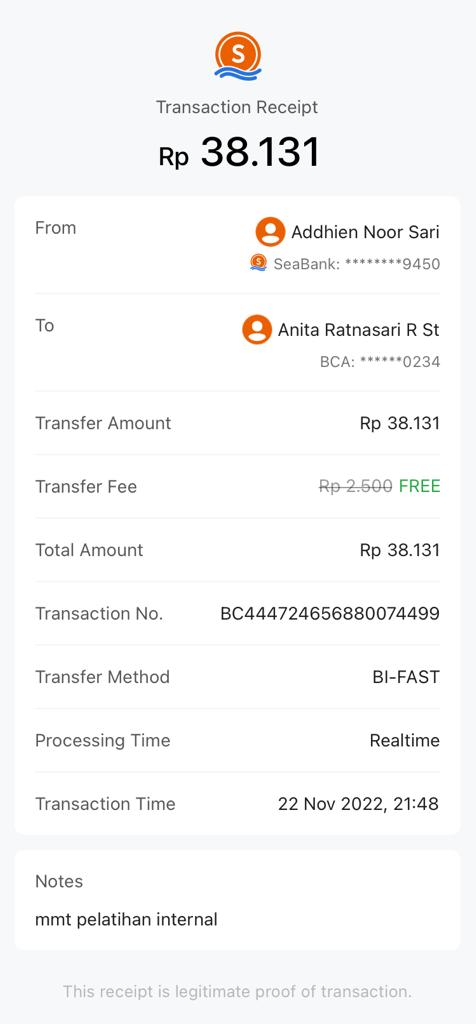 S
Transaction Receipt
Rp 38.131
From
Addhien Noor Sari
S SeaBank: ********9450
To
Anita Ratnasari R St
BCA: ******0234
Transfer Amount Rp 38.131
Transfer Fee Rp 2.500 FREE
Total Amount Rp 38.131
Transaction No. BC444724656880074499
Transfer Method BI-FAST
Processing Time Realtime
Transaction Time 22 Nov 2022, 21:48
Notes
mmt pelatihan internal
This receipt is legitimate proof of transaction.